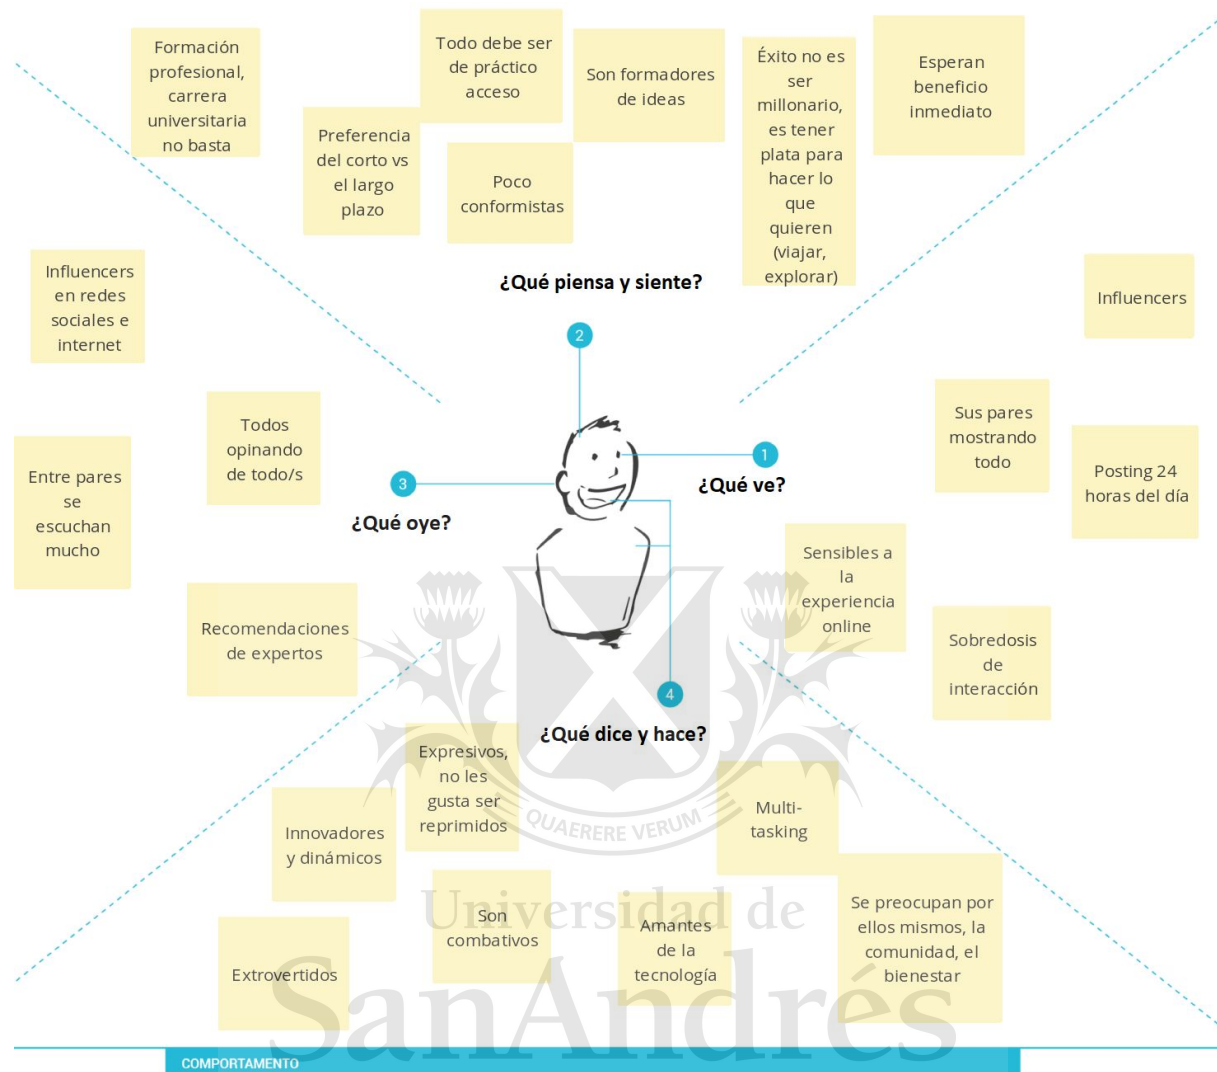 Formación
profesional,
carrera
universitaria
no basta
Preferencia
del corto vs
el largo
plazo
Todo debe ser
de práctico
acceso
Poco
conformistas
Son formadores
de ideas
Éxito no es
ser
millonario,
es tener
plata para
hacer lo
que
quieren
(viajar,
explorar)
Esperan
beneficio
inmediato
¿Qué piensa y siente?
2
Influencers
en redes
sociales e
internet
Todos
opinando
de todo/s
Entre pares
se
escuchan
mucho
Recomendaciones
de expertos
3
¿Qué oye?
1
¿Qué ve?
Influencers
Sus pares
mostrando
todo
Posting 24
horas del día
Sensibles a
la
experiencia
online
Sobredosis
de
interacción
4
¿Qué dice y hace?
Expresivos,
no les
gusta ser
reprimidos
Innovadores
y dinámicos
Extrovertidos
Son
combativos
Multi-
tasking
Amantes
de la
tecnología
Se preocupan por
ellos mismos, la
comunidad, el
bienestar
QUAERERE VERUM
Universidad de
SanAndrés
COMPORTAMENTO